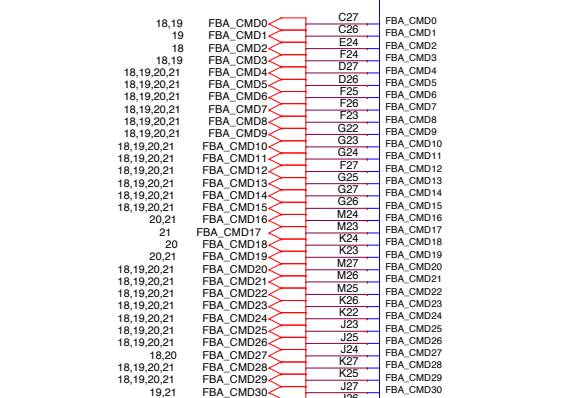 18,19 FBA_CMD0 C27 FBA_CMD0
19 FBA_CMD1 C26 FBA_CMD1
18 FBA_CMD2 E24 FBA_CMD2
18,19 FBA_CMD3 F24 FBA_CMD3
18,19,20,21 FBA_CMD4 D27 FBA_CMD4
18,19,20,21 FBA_CMD5 D26 FBA_CMD5
18,19,20,21 FBA_CMD6 F25 FBA_CMD6
18,19,20,21 FBA_CMD7 F26 FBA_CMD7
18,19,20,21 FBA_CMD8 F23 FBA_CMD8
18,19,20,21 FBA_CMD9 G22 FBA_CMD9
18,19,20,21 FBA_CMD10 G23 FBA_CMD10
18,19,20,21 FBA_CMD11 G24 FBA_CMD11
18,19,20,21 FBA_CMD12 F27 FBA_CMD12
18,19,20,21 FBA_CMD13 G25 FBA_CMD13
18,19,20,21 FBA_CMD14 G27 FBA_CMD14
18,19,20,21 FBA_CMD15 G26 FBA_CMD15
20,21 FBA_CMD16 M24 FBA_CMD16
21 FBA_CMD17 M23 FBA_CMD17
20 FBA_CMD18 K24 FBA_CMD18
20,21 FBA_CMD19 K23 FBA_CMD19
18,19,20,21 FBA_CMD20 M27 FBA_CMD20
18,19,20,21 FBA_CMD21 M26 FBA_CMD21
18,19,20,21 FBA_CMD22 M25 FBA_CMD22
18,19,20,21 FBA_CMD23 K26 FBA_CMD23
18,19,20,21 FBA_CMD24 K22 FBA_CMD24
18,19,20,21 FBA_CMD25 J23 FBA_CMD25
18,19,20,21 FBA_CMD26 J25 FBA_CMD26
18,20 FBA_CMD27 J24 FBA_CMD27
18,19,20,21 FBA_CMD28 K27 FBA_CMD28
18,19,20,21 FBA_CMD29 K25 FBA_CMD29
19,21 FBA_CMD30 J27 FBA_CMD30